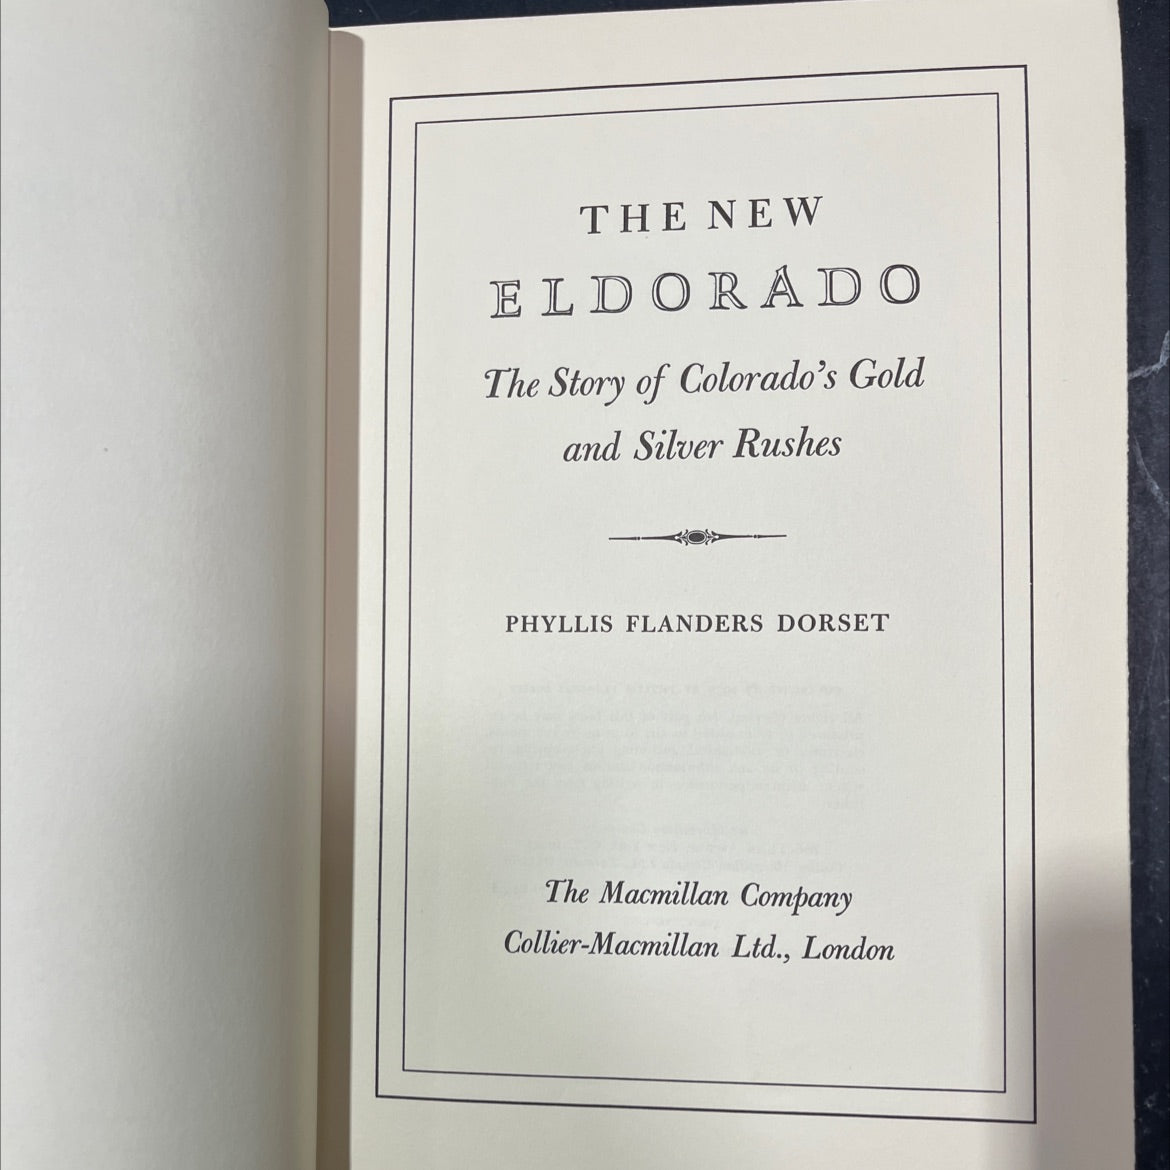 THE NEW
ELDORADO
The Story of Colorado's Gold
and Silver Rushes
PHYLLIS FLANDERS DORSET
The Macmillan Company
Collier-Macmillan Ltd., London